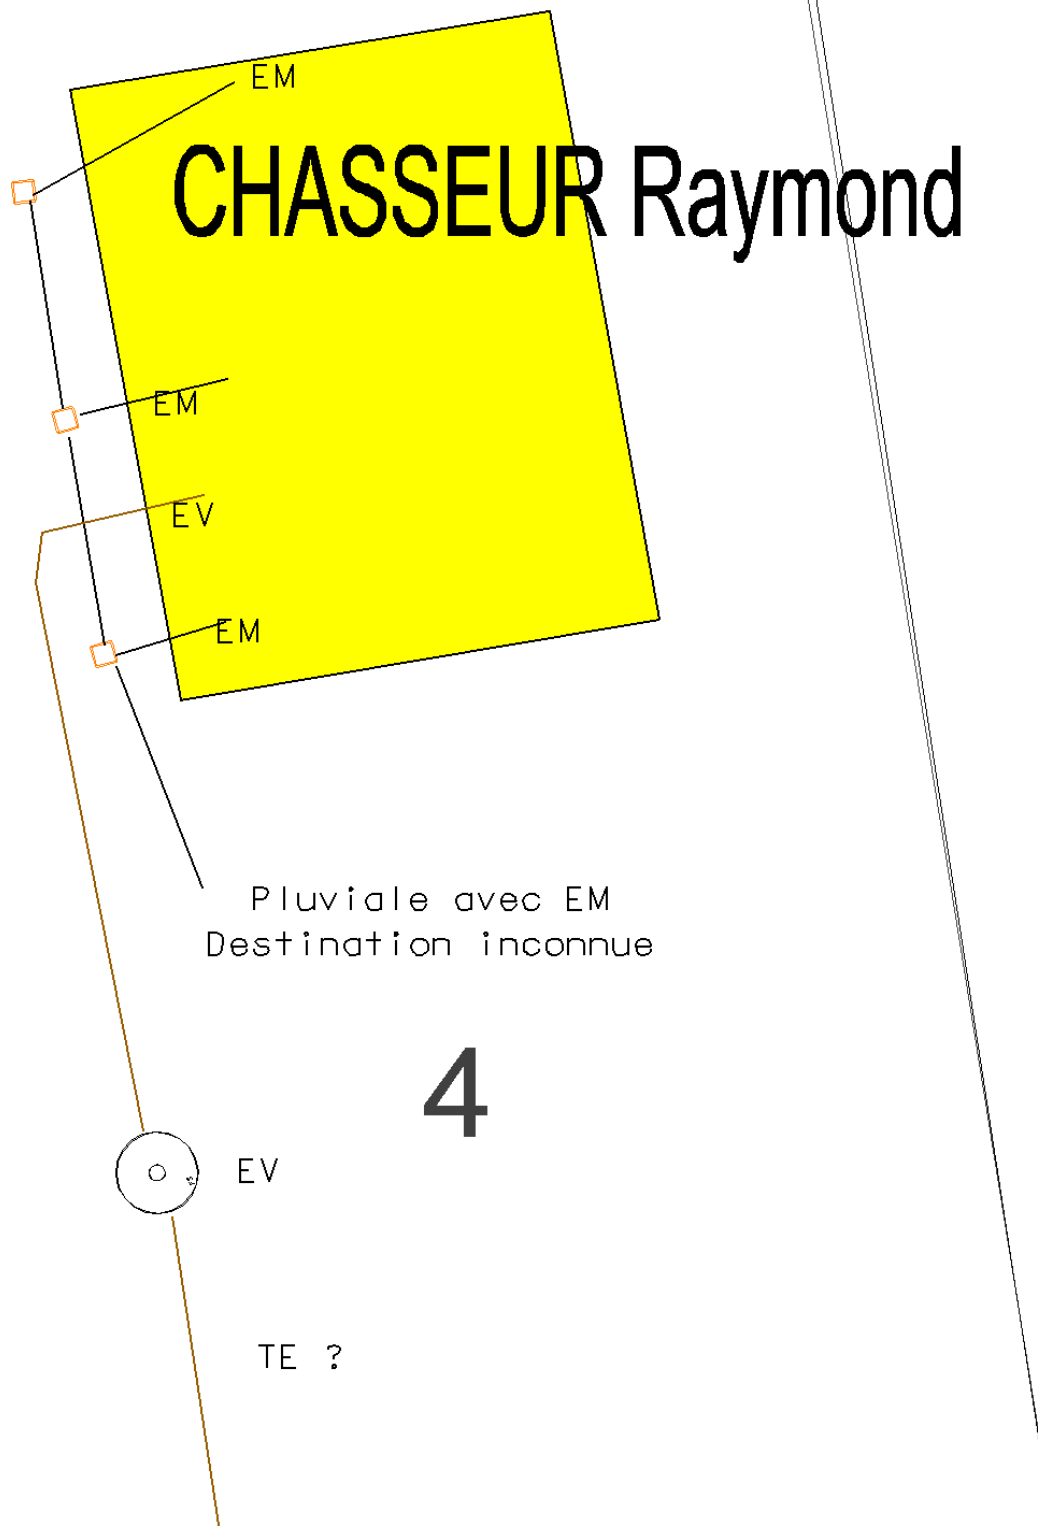 EM
CHASSEUR Raymond
EM
EV
EM
Pluviale avec EM
Destination inconnue
4
EV
TE ?